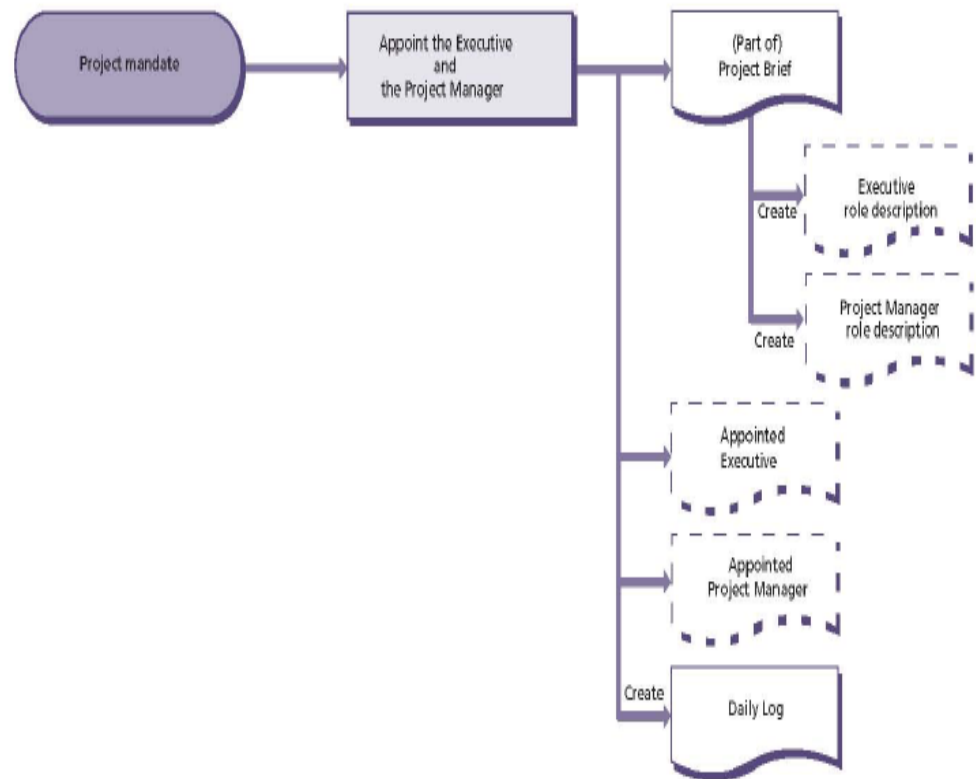 Project mandate
Appoint the Executive
and
the Project Manager
(Part of)
Project Brief
Executive
role description
Create
Project Manager
role description
Create
Appointed
Executive
Appointed
Project Manager
Create
Daily Log